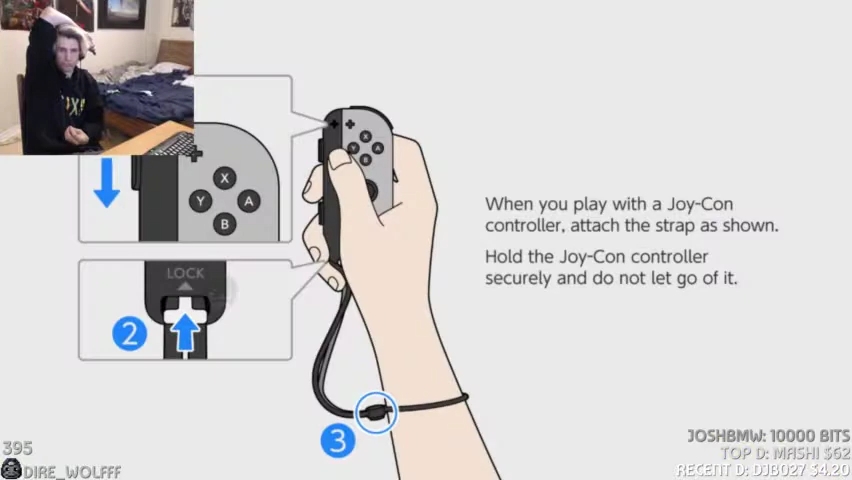 X
Y
A
B
When you play with a Joy-Con
controller, attach the strap as shown.
Hold the Joy-Con controller
securely and do not let go of it.
LOCK
2
3
395
DIRE_WOLFFF
JOSHBMW: 10000 BITS
TOP D: MASHI $62
RECENT D: DJB027 $4.20